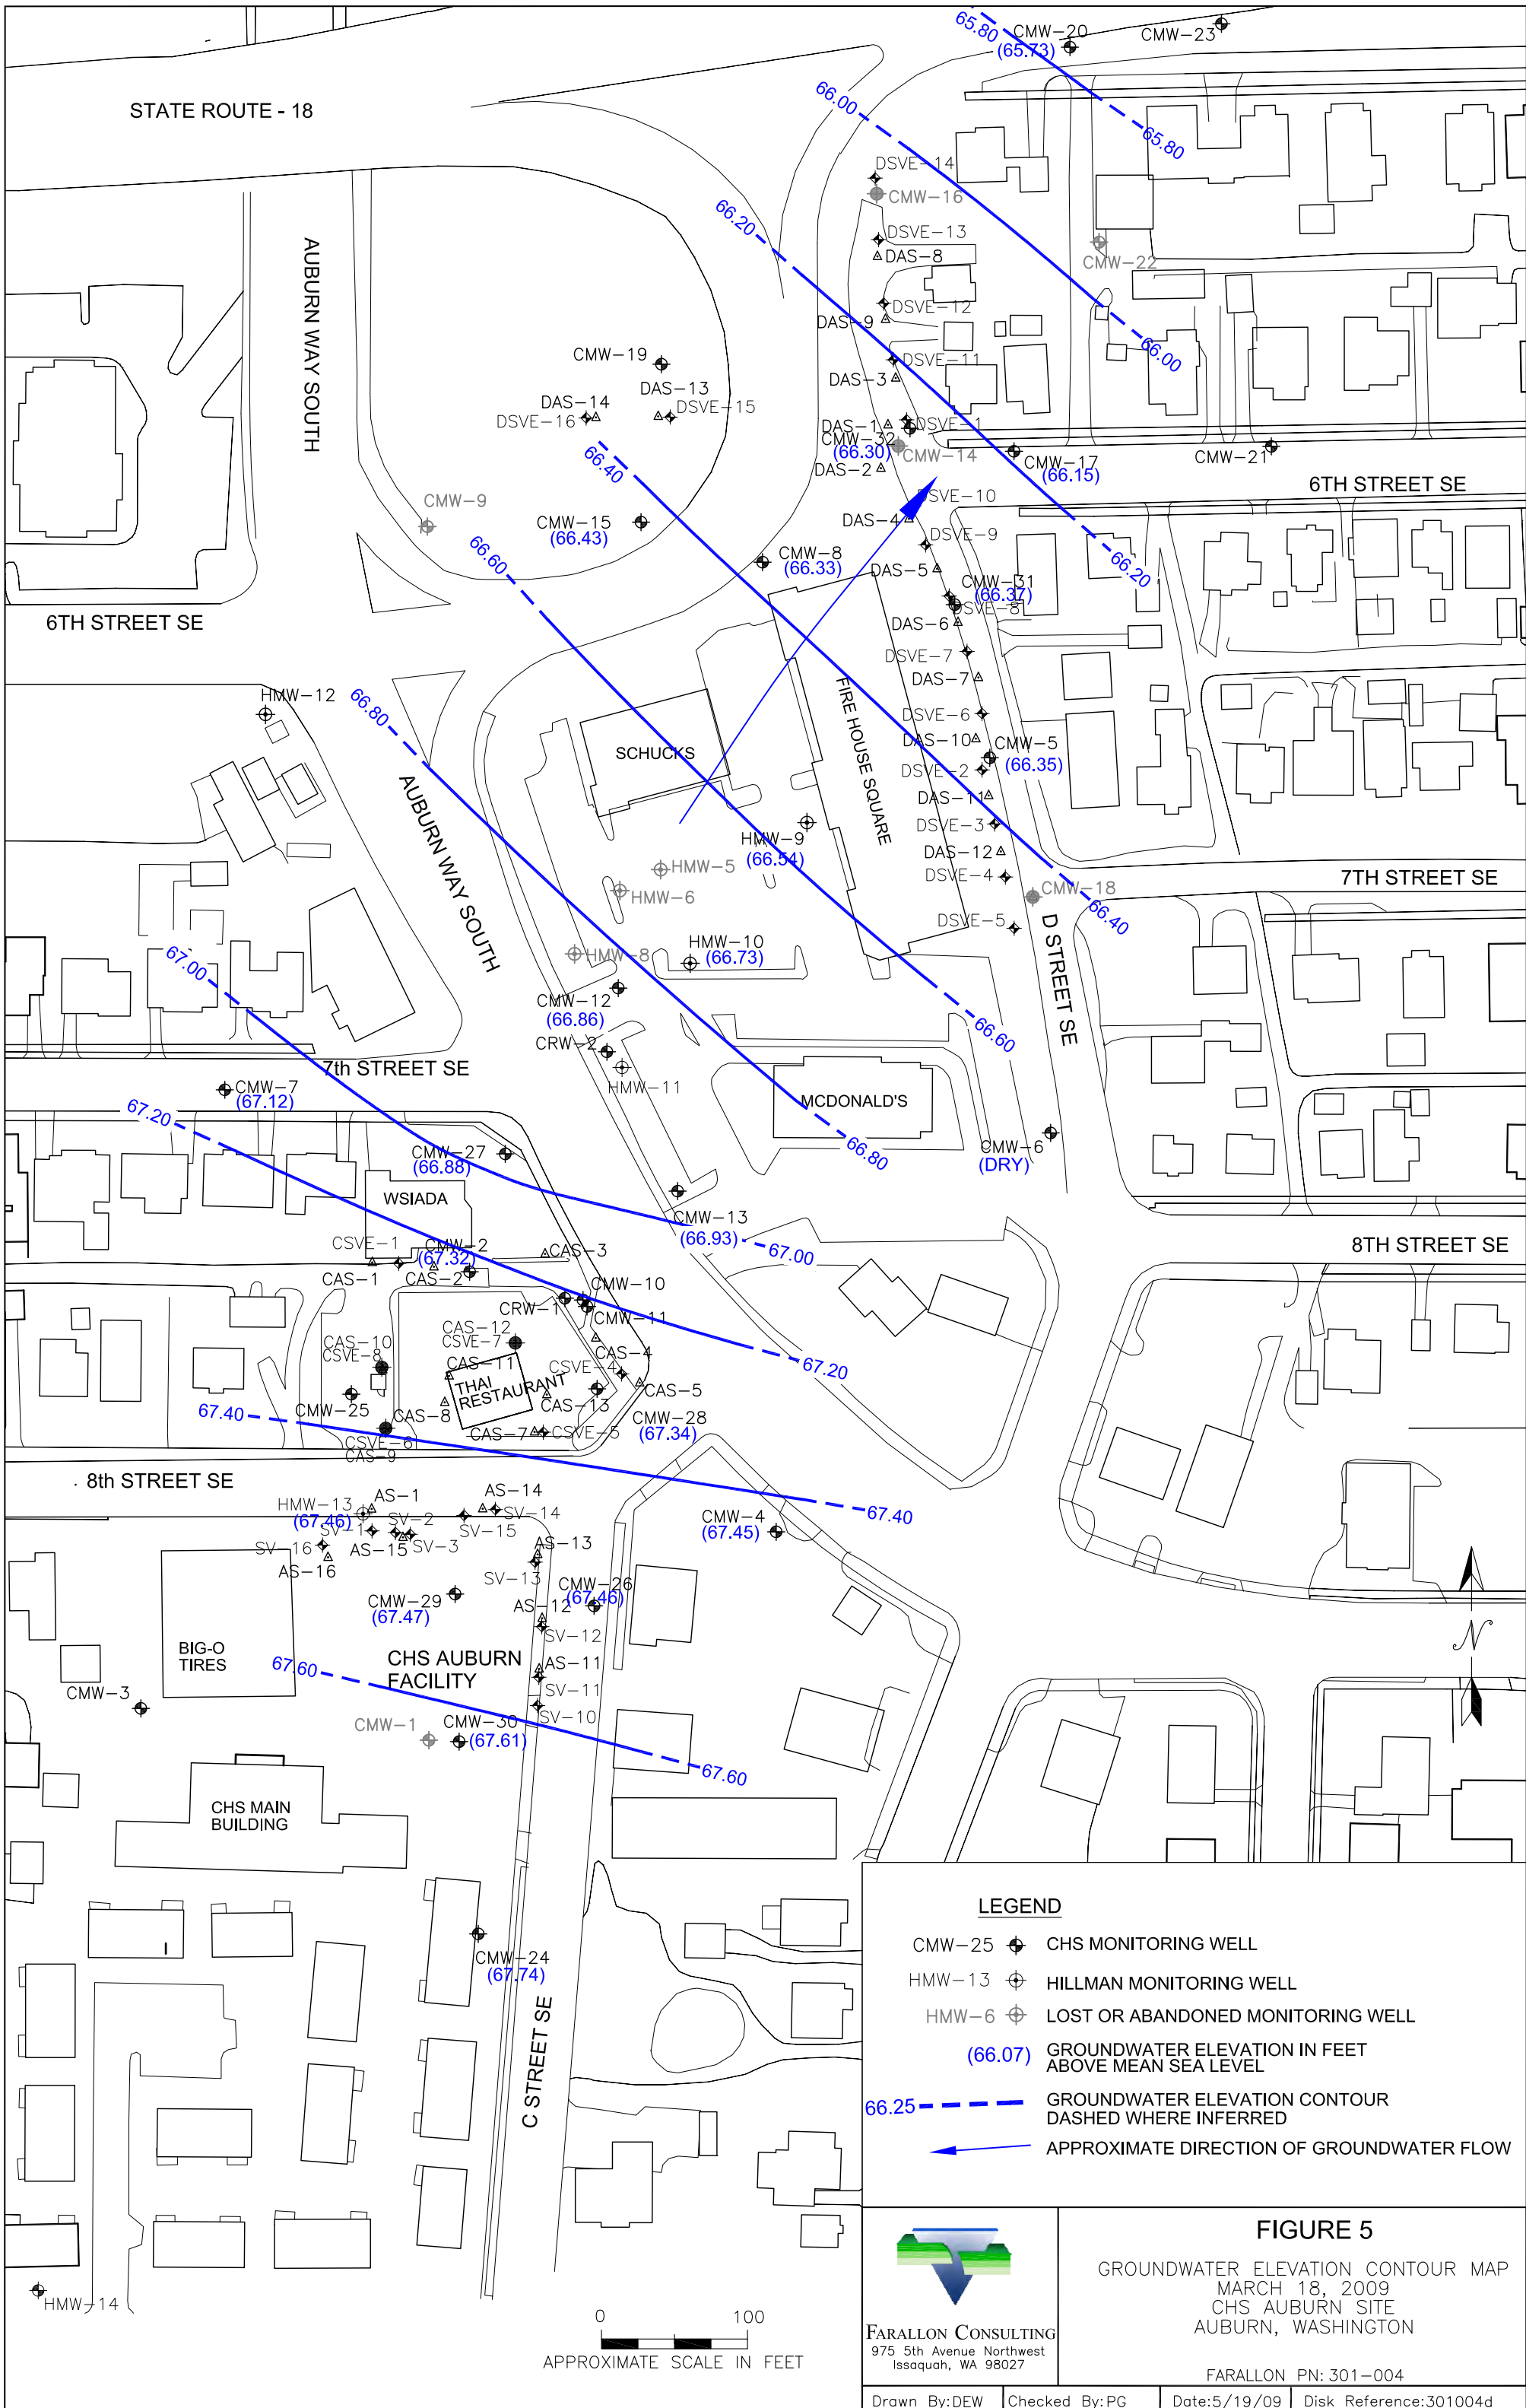 65.80
CMW-20
(65.73)
CMW-23
STATE ROUTE - 18
66.00
65.80
DSVE-14
CMW-16
66.20
DSVE-13
DAS-8
CMW-22
AUBURN WAY SOUTH
DSVE-12
DAS-9
66.00
CMW-19
DSVE-11
DAS-3
DAS-13
DAS-14
DSVE-15
DSVE-16
DAS-1
DSVE-1
CMW-32
(66.30)
CMW-14
66.40
CMW-17
(66.15)
CMW-21
DAS-2
6TH STREET SE
DSVE-10
CMW-9
CMW-15
(66.43)
DAS-4
DSVE-9
66.60
CMW-8
(66.33)
66.20
DAS-5
CMW-31
(66.37)
DSVE-8
6TH STREET SE
DAS-6
DSVE-7
DAS-7
HMW-12
66.80
FIRE HOUSE SQUARE
DSVE-6
SCHUCKS
DAS-10
CMW-5
(66.35)
DSVE-2
AUBURN WAY SOUTH
DAS-11
HMW-9
(66.54)
DSVE-3
DAS-12
HMW-5
DSVE-4
7TH STREET SE
HMW-6
CMW-18
66.40
DSVE-5
67.00
HMW-8
HMW-10
(66.73)
D STREET SE
CMW-12
(66.86)
66.60
CRW-2
7th STREET SE
HMW-11
CMW-7
(67.12)
67.20
MCDONALD'S
CMW-27
(66.88)
66.80
CMW-6
(DRY)
WSIADA
CMW-13
(66.93)
67.00
8TH STREET SE
CSVE-1
CMW-2
(67.32)
CAS-3
CAS-1
CAS-2
CMW-10
CRW-1
CMW-11
CAS-12
CSVE-7
CAS-10
CSVE-8
CAS-4
CAS-11
CSVE-4
67.20
THAI
RESTAURANT
CAS-5
CMW-25
CAS-13
67.40
CAS-8
CMW-28
(67.34)
CAS-7
CSVE-5
CSVE-6
CAS-9
8th STREET SE
HMW-13
(67.46)
AS-1
AS-14
SV-14
67.40
CMW-4
(67.45)
SV-1
SV-2
SV-15
SV-16
AS-15
SV-3
AS-13
AS-16
SV-13
CMW-26
(67.46)
CMW-29
(67.47)
AS-12
SV-12
BIG-O
TIRES
CHS AUBURN
FACILITY
67.60
AS-11
N
CMW-3
SV-11
SV-10
CMW-1
CMW-30
(67.61)
67.60
CHS MAIN
BUILDING
LEGEND
CMW-25 CHS MONITORING WELL
HMW-13 HILLMAN MONITORING WELL
HMW-6 LOST OR ABANDONED MONITORING WELL
(66.07) GROUNDWATER ELEVATION IN FEET
ABOVE MEAN SEA LEVEL
66.25 GROUNDWATER ELEVATION CONTOUR
DASHED WHERE INFERRED
APPROXIMATE DIRECTION OF GROUNDWATER FLOW
CMW-24
(67.74)
C STREET SE
HMW-14
0 100
APPROXIMATE SCALE IN FEET
FARALLON CONSULTING
975 5th Avenue Northwest
Issaquah, WA 98027
FIGURE 5
GROUNDWATER ELEVATION CONTOUR MAP
MARCH 18, 2009
CHS AUBURN SITE
AUBURN, WASHINGTON
FARALLON PN: 301-004
Drawn By:DEW Checked By:PG Date:5/19/09 Disk Reference:301004d